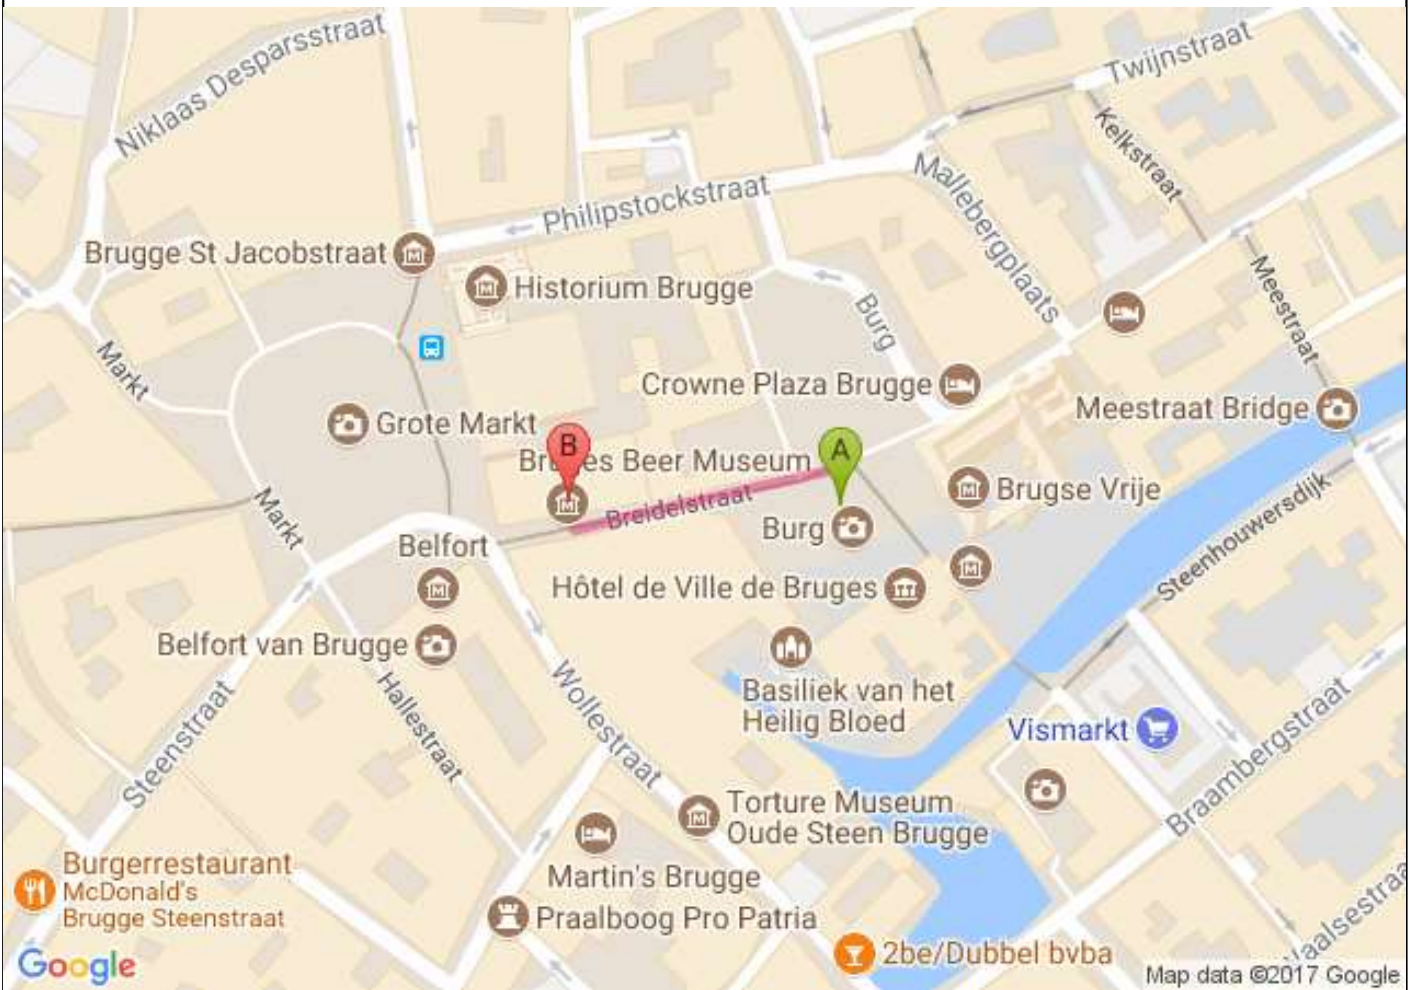 Niklaas Desparsstraat
Twijnstraat
Kelkstraat
Mallebergplaats
Philipstockstraat
Brugge St Jacobstraat
Historium Brugge
Burg
Meestraat
Markt
Crowne Plaza Brugge
Meestraat Bridge
Grote Markt
B
A
Bruges Beer Museum
Breidelstraat
Brugse Vrije
Markt
Burg
Steenhouwersdijk
Belfort
Hôtel de Ville de Bruges
Belfort van Brugge
Basiliek van het
Heilig Bloed
Hallestraat
Wollestraat
Steenstraat
Vismarkt
Braambergstraat
Torture Museum
Oude Steen Brugge
Burgerrestaurant
McDonald's
Brugge Steenstraat
Martin's Brugge
Praalboog Pro Patria
2be/Dubbel bvba
Google
Map data ©2017 Google